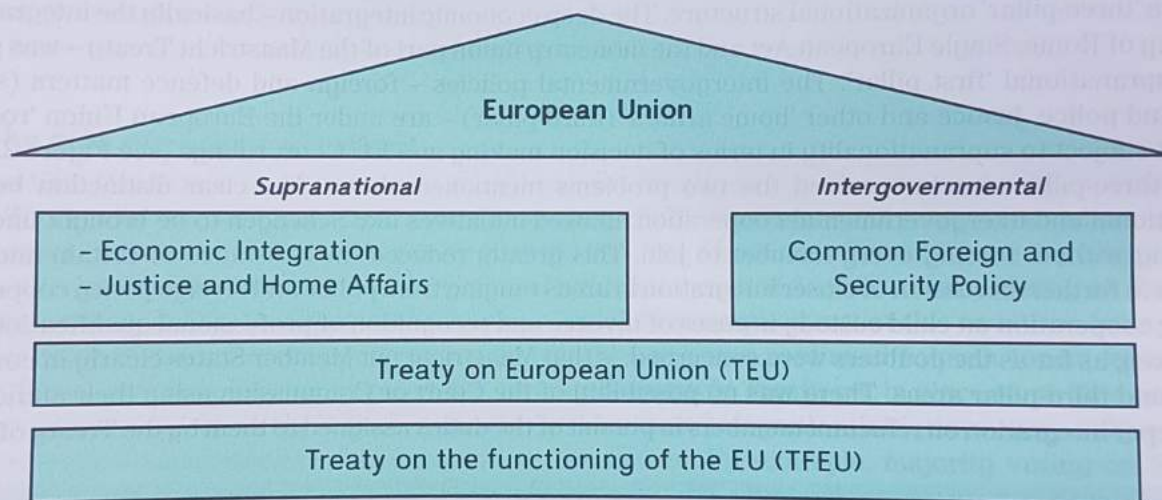 European Union
Supranational
Intergovernmental
– Economic Integration
– Justice and Home Affairs
Common Foreign and
Security Policy
Treaty on European Union (TEU)
Treaty on the functioning of the EU (TFEU)